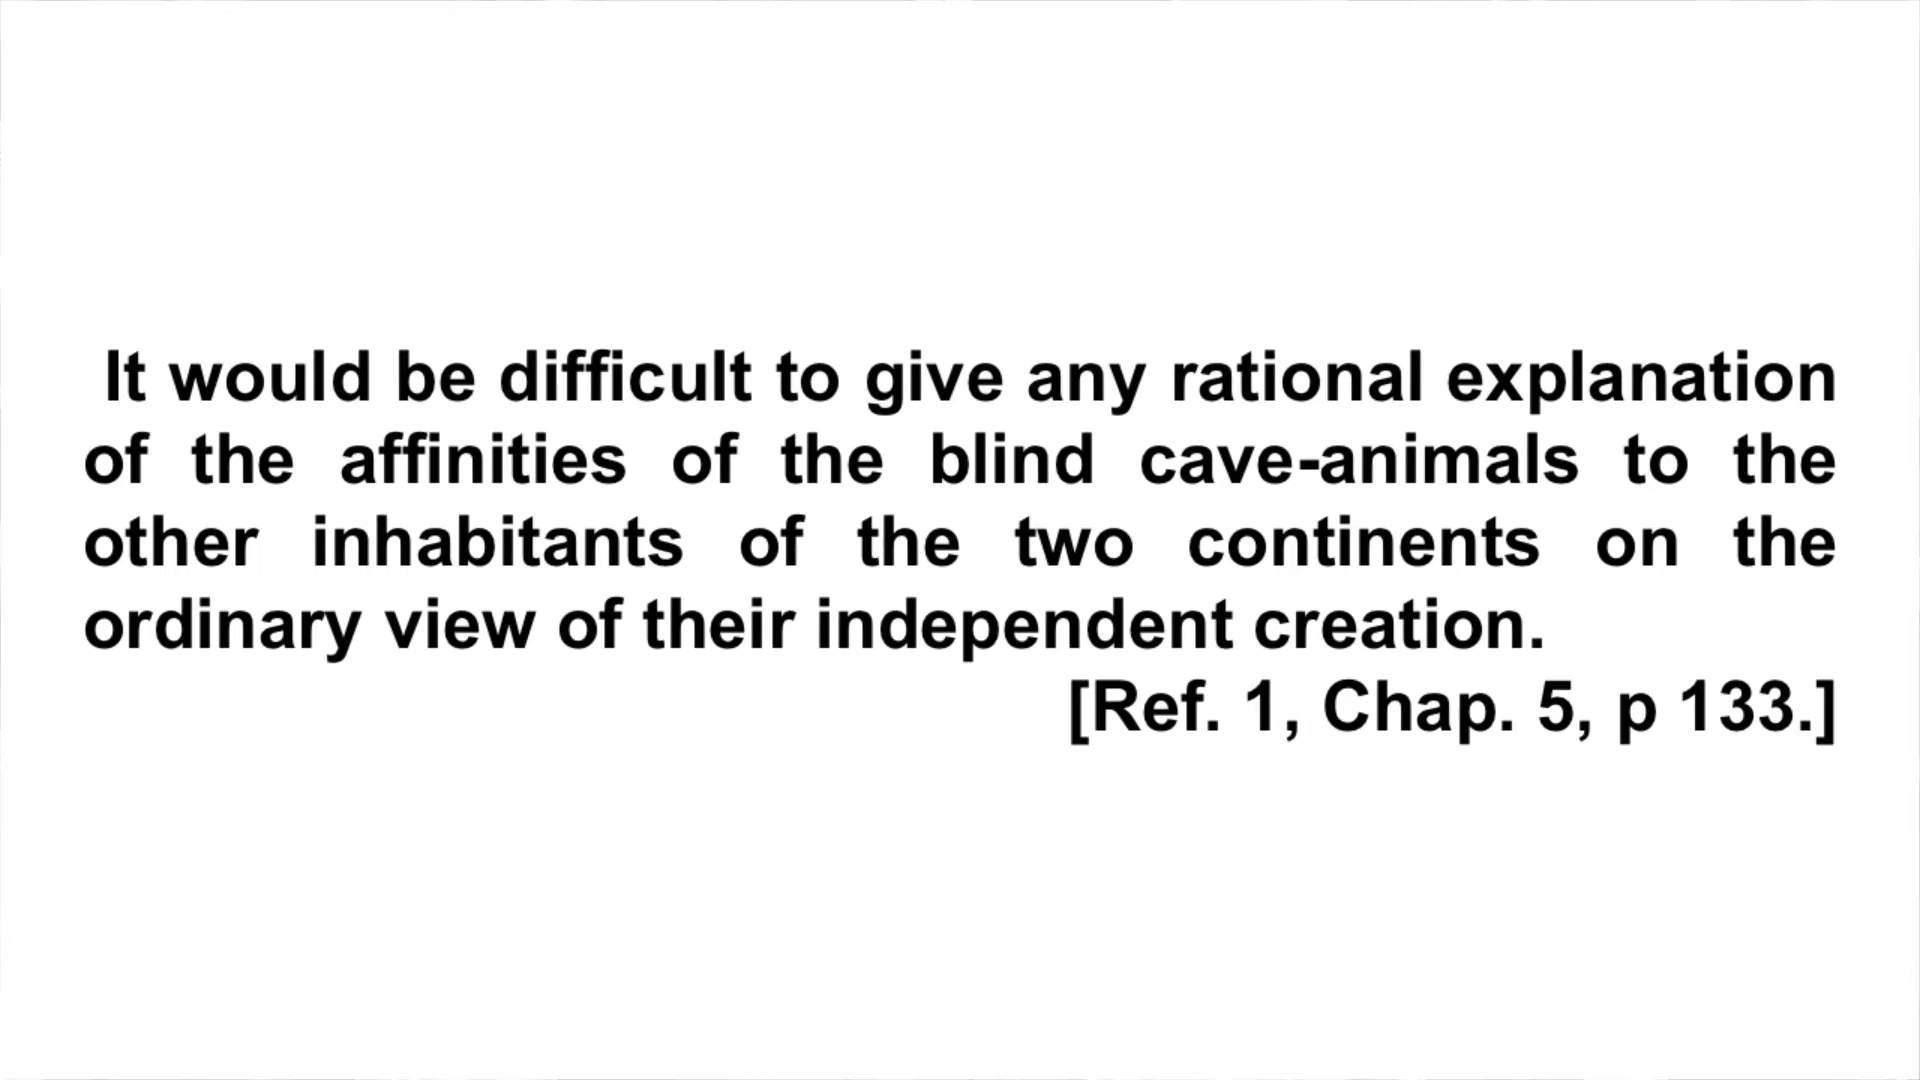 It would be difficult to give any rational explanation
of the affinities of the blind cave-animals to the
other inhabitants of the two continents on the
ordinary view of their independent creation.
[Ref. 1, Chap. 5, p 133.]